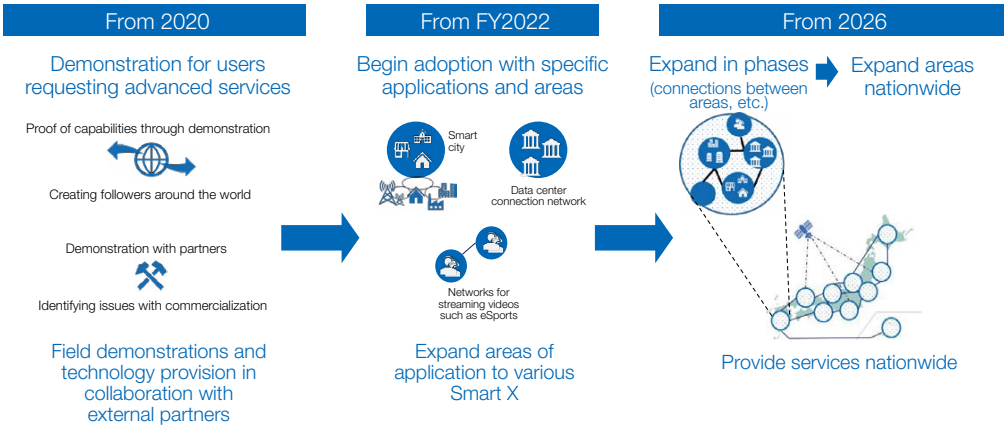 From 2020
Demonstration for users
requesting advanced services
Proof of capabilities through demonstration
Creating followers around the world
Demonstration with partners
Identifying issues with commercialization
Field demonstrations and
technology provision in
collaboration with
external partners
From FY2022
Begin adoption with specific
applications and areas
Smart
city
Data center
connection network
Networks for
streaming videos
such as eSports
Expand areas of
application to various
Smart X
From 2026
Expand in phases
(connections between
areas, etc.)
Expand areas
nationwide
Provide services nationwide